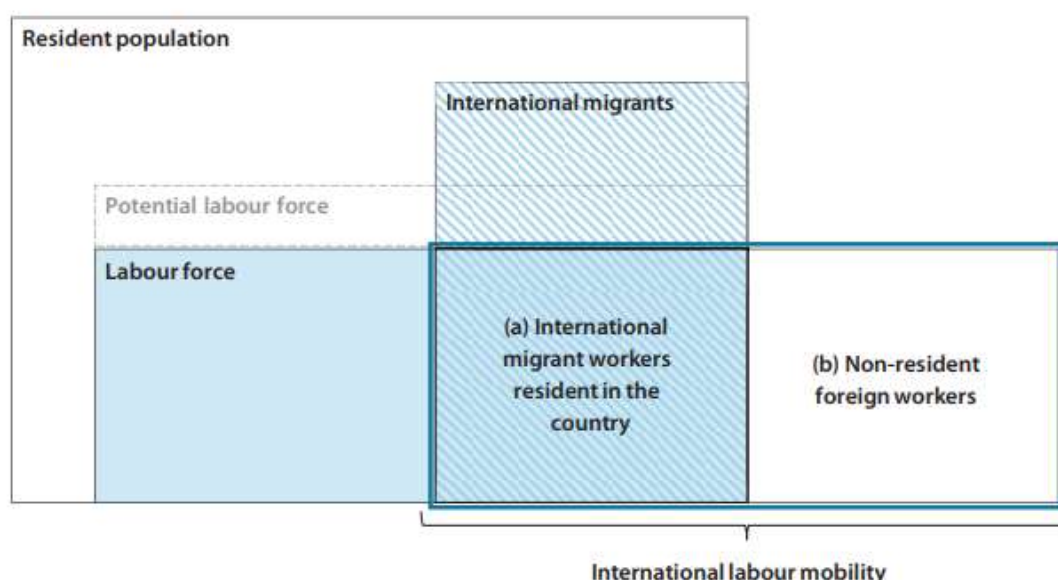 Resident population
International migrants
Potential labour force
Labour force
(a) International
migrant workers
resident in the
country
(b) Non-resident
foreign workers
International labour mobility